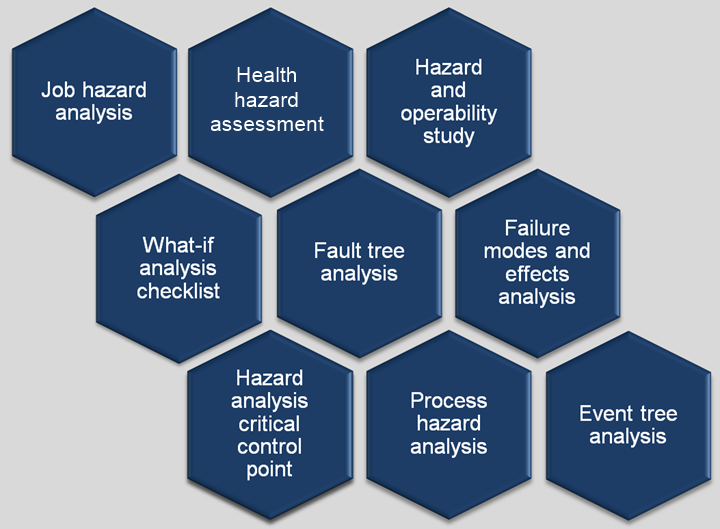 Job hazard
analysis
Health
hazard
assessment
Hazard
and
operability
study
What-if
analysis
checklist
Fault tree
analysis
Failure
modes and
effects
analysis
Hazard
analysis
critical
control
point
Process
hazard
analysis
Event tree
analysis